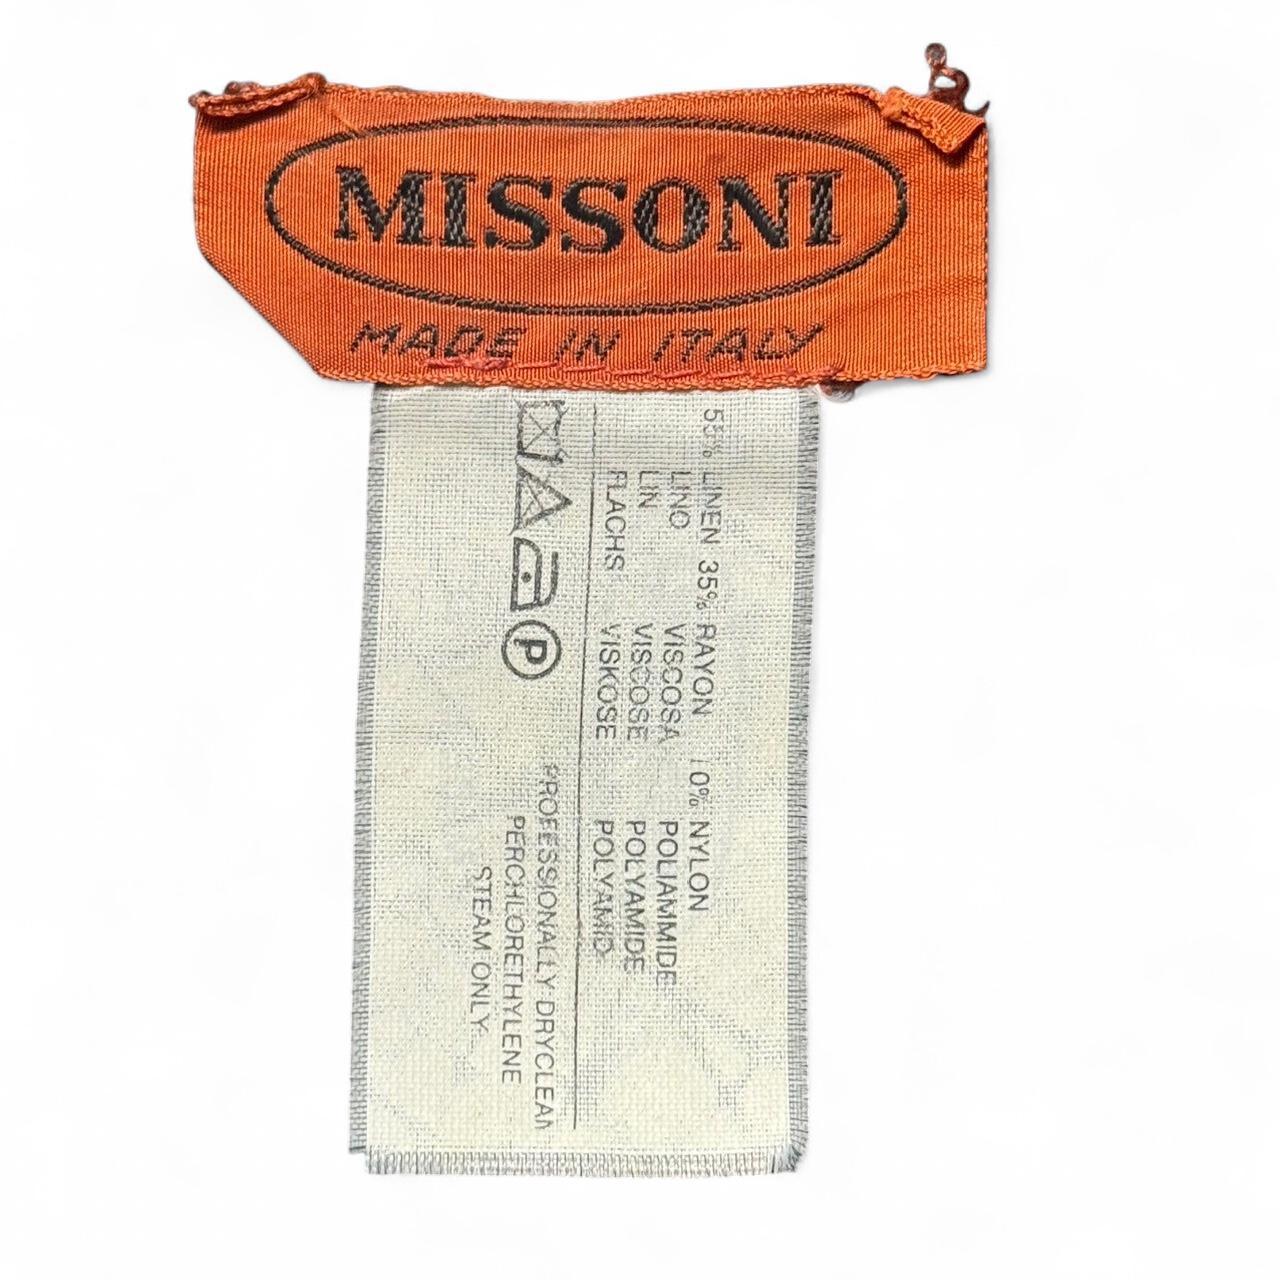 MISSONI
MADE IN ITALY
55% LINEN 35% RAYON 10% NYLON
LINO VISCOSA POLIAMMIDE
LIN VISCOSE POLYAMIDE
FLACHS VISKOSE POLYAMID
P
PROFESSIONALLY DRYCLEAN
PERCHLORETHYLENE
STEAM ONLY